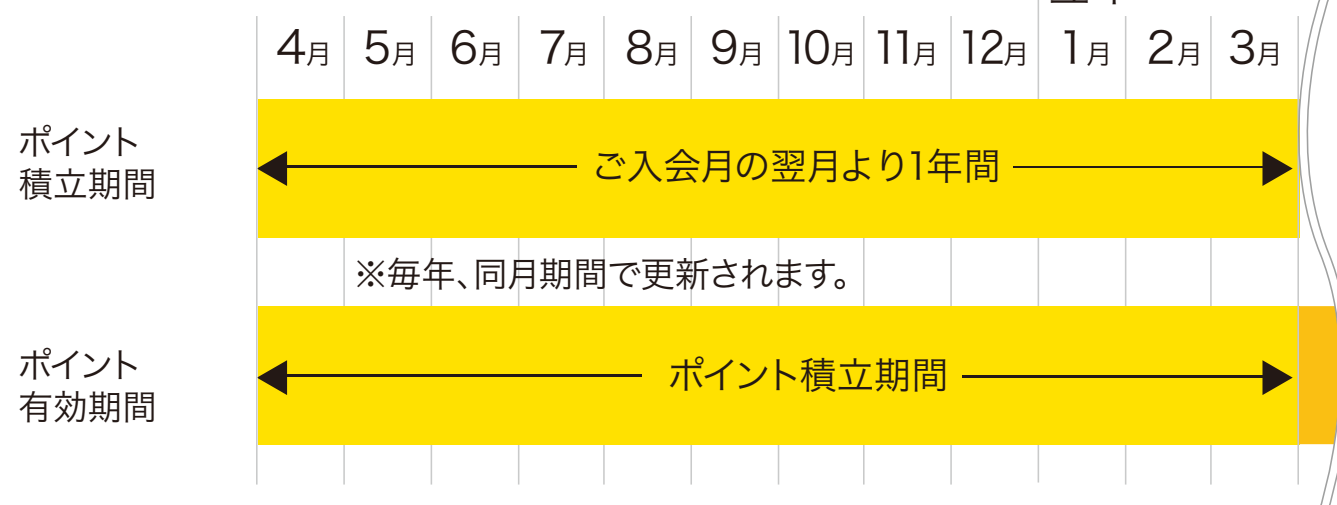 4月 5月 6月 7月 8月 9月 10月 11月 12月 1月 2月 3月
ポイント
積立期間
ご入会月の翌月より1年間
※毎年、同月期間で更新されます。
ポイント
有効期間
ポイント積立期間